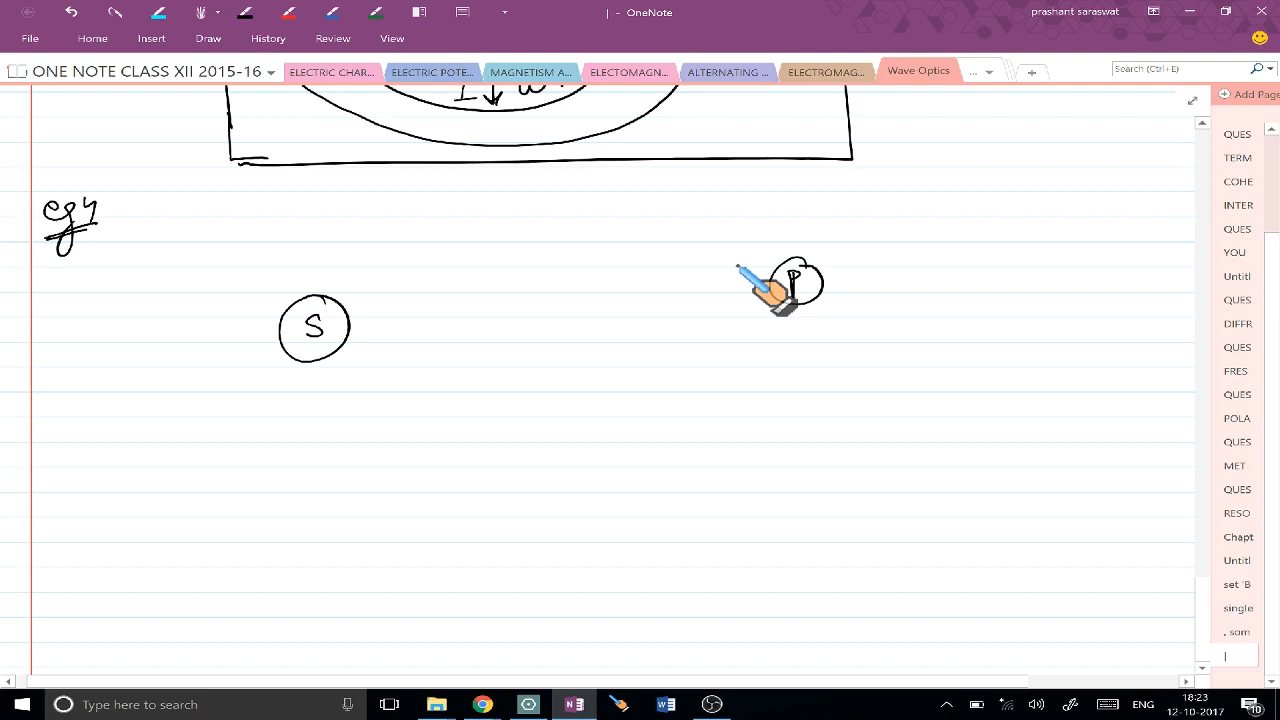 | - OneNote
prashant saraswat
File Home Insert Draw History Review View
ONE NOTE CLASS XII 2015-16
ELECTRIC CHAR... ELECTRIC POTE... MAGNETISM A... ELECTOMAGN... ALTERNATING ... ELECTROMAG... Wave Optics ...
Search (Ctrl+E)
Add Page
I ω
eg 4
S
P
QUES
TERM
COHE
INTER
QUES
YOU
Untitl
QUES
DIFFR
QUES
FRES
QUES
POLA
QUES
MET
QUES
RESO
Chapt
Untitl
set 'B
single
, som
|
Type here to search
ENG
18:23
12-10-2017
10